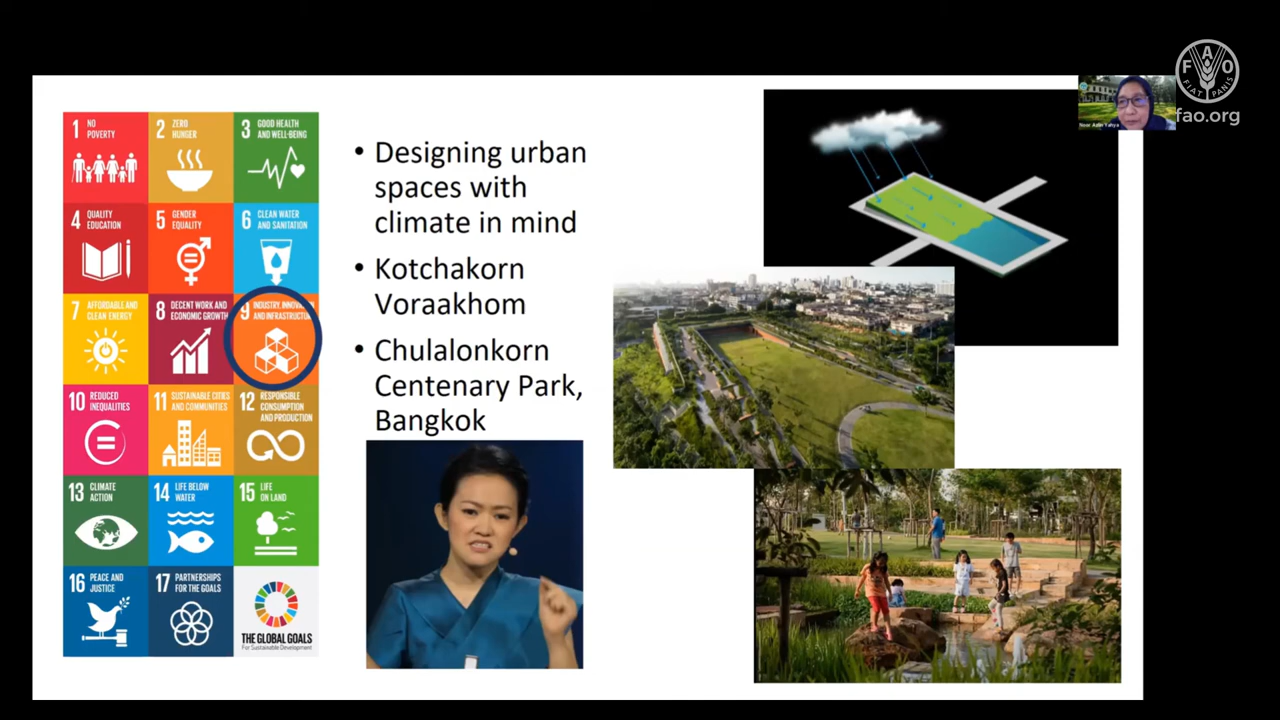 1 NO
POVERTY
2 ZERO
HUNGER
3 GOOD HEALTH
AND WELL-BEING
4 QUALITY
EDUCATION
5 GENDER
EQUALITY
6 CLEAN WATER
AND SANITATION
7 AFFORDABLE AND
CLEAN ENERGY
8 DECENT WORK AND
ECONOMIC GROWTH
9 INDUSTRY, INNOVATION
AND INFRASTRUCTURE
10 REDUCED
INEQUALITIES
11 SUSTAINABLE CITIES
AND COMMUNITIES
12 RESPONSIBLE
CONSUMPTION
AND PRODUCTION
13 CLIMATE
ACTION
14 LIFE BELOW
WATER
15 LIFE
ON LAND
16 PEACE AND
JUSTICE
17 PARTNERSHIPS
FOR THE GOALS
THE GLOBAL GOALS
For Sustainable Development
• Designing urban
spaces with
climate in mind
• Kotchakorn
Voraakhom
• Chulalonkorn
Centenary Park,
Bangkok
F A O
FIAT PANIS
fao.org
Yahya